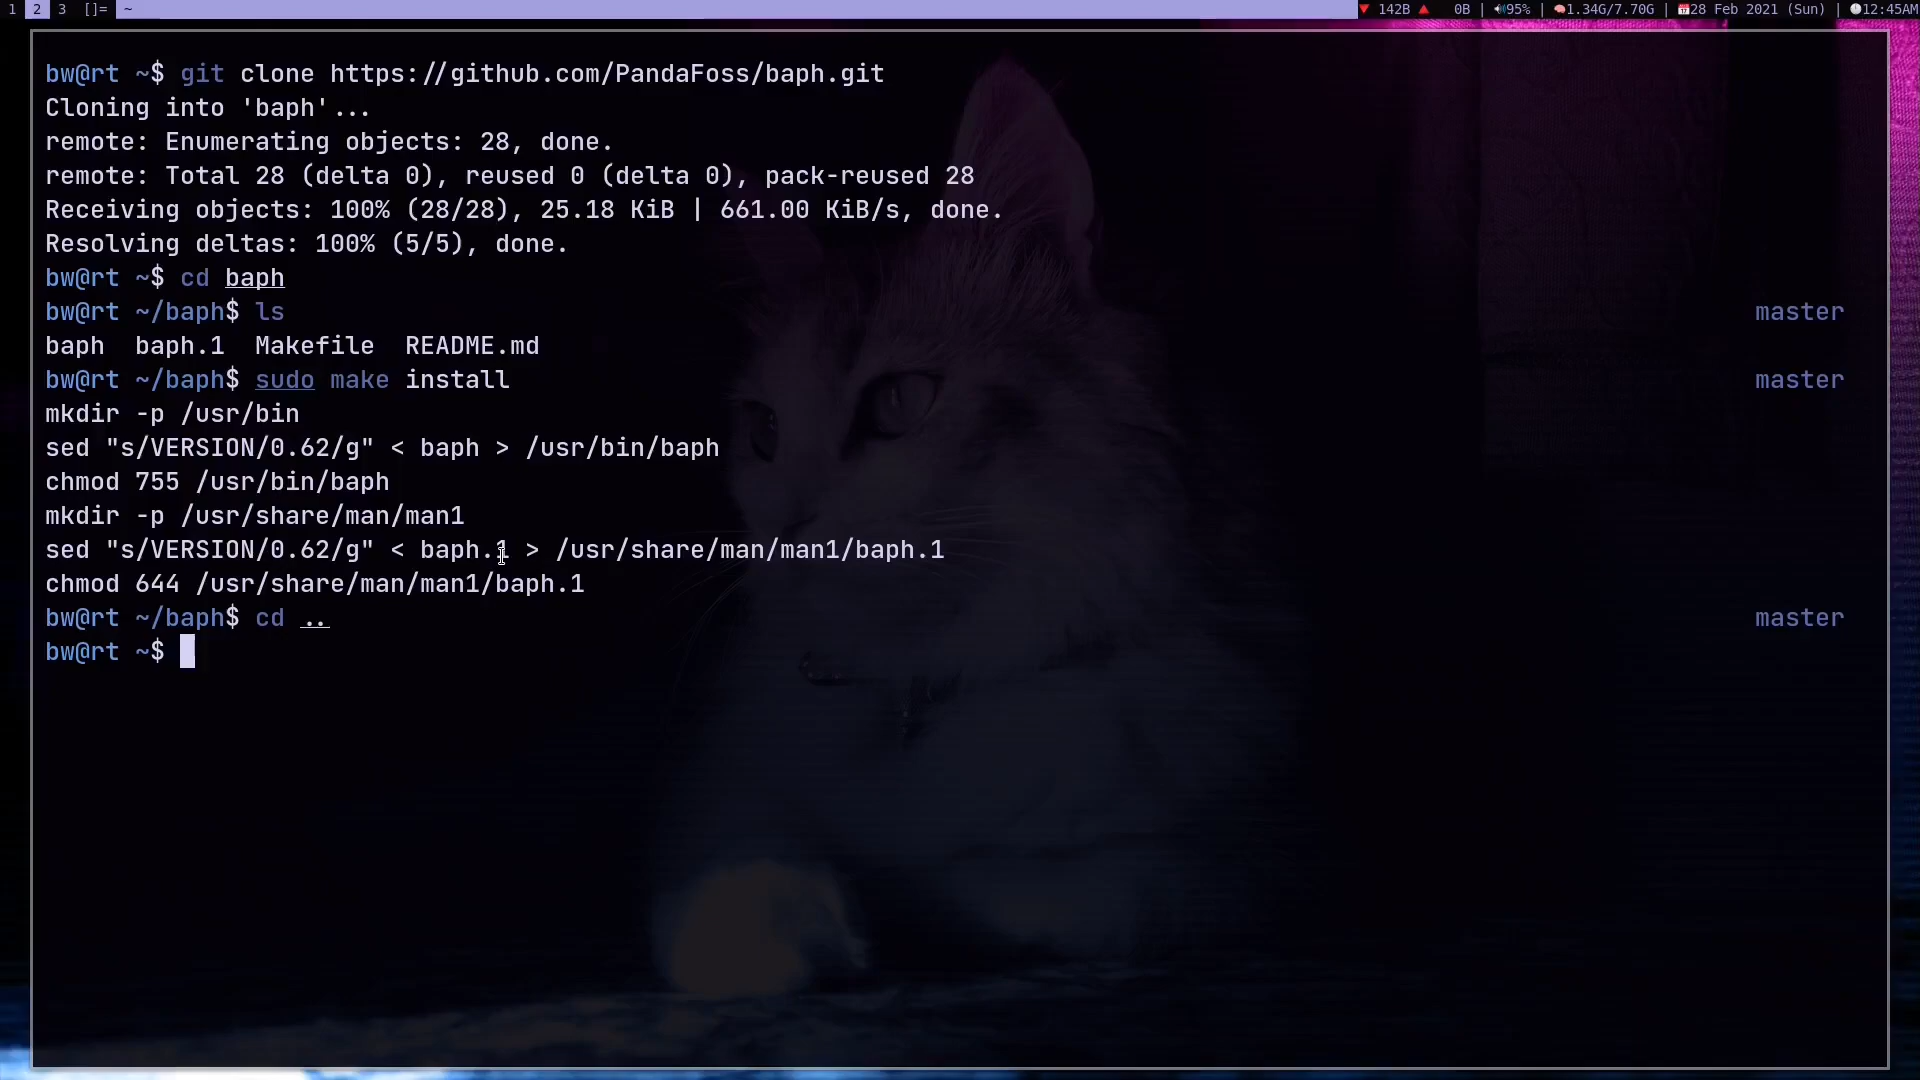 1 2 3 []= ~ 142B 0B | 95% | 1.34G/7.70G | 28 Feb 2021 (Sun) | 12:45AM
bw@rt ~$ git clone https://github.com/PandaFoss/baph.git
Cloning into 'baph'...
remote: Enumerating objects: 28, done.
remote: Total 28 (delta 0), reused 0 (delta 0), pack-reused 28
Receiving objects: 100% (28/28), 25.18 KiB | 661.00 KiB/s, done.
Resolving deltas: 100% (5/5), done.
bw@rt ~$ cd baph
bw@rt ~/baph$ ls master
baph baph.1 Makefile README.md
bw@rt ~/baph$ sudo make install master
mkdir -p /usr/bin
sed "s/VERSION/0.62/g" < baph > /usr/bin/baph
chmod 755 /usr/bin/baph
mkdir -p /usr/share/man/man1
sed "s/VERSION/0.62/g" < baph.1 > /usr/share/man/man1/baph.1
chmod 644 /usr/share/man/man1/baph.1
bw@rt ~/baph$ cd .. master
bw@rt ~$